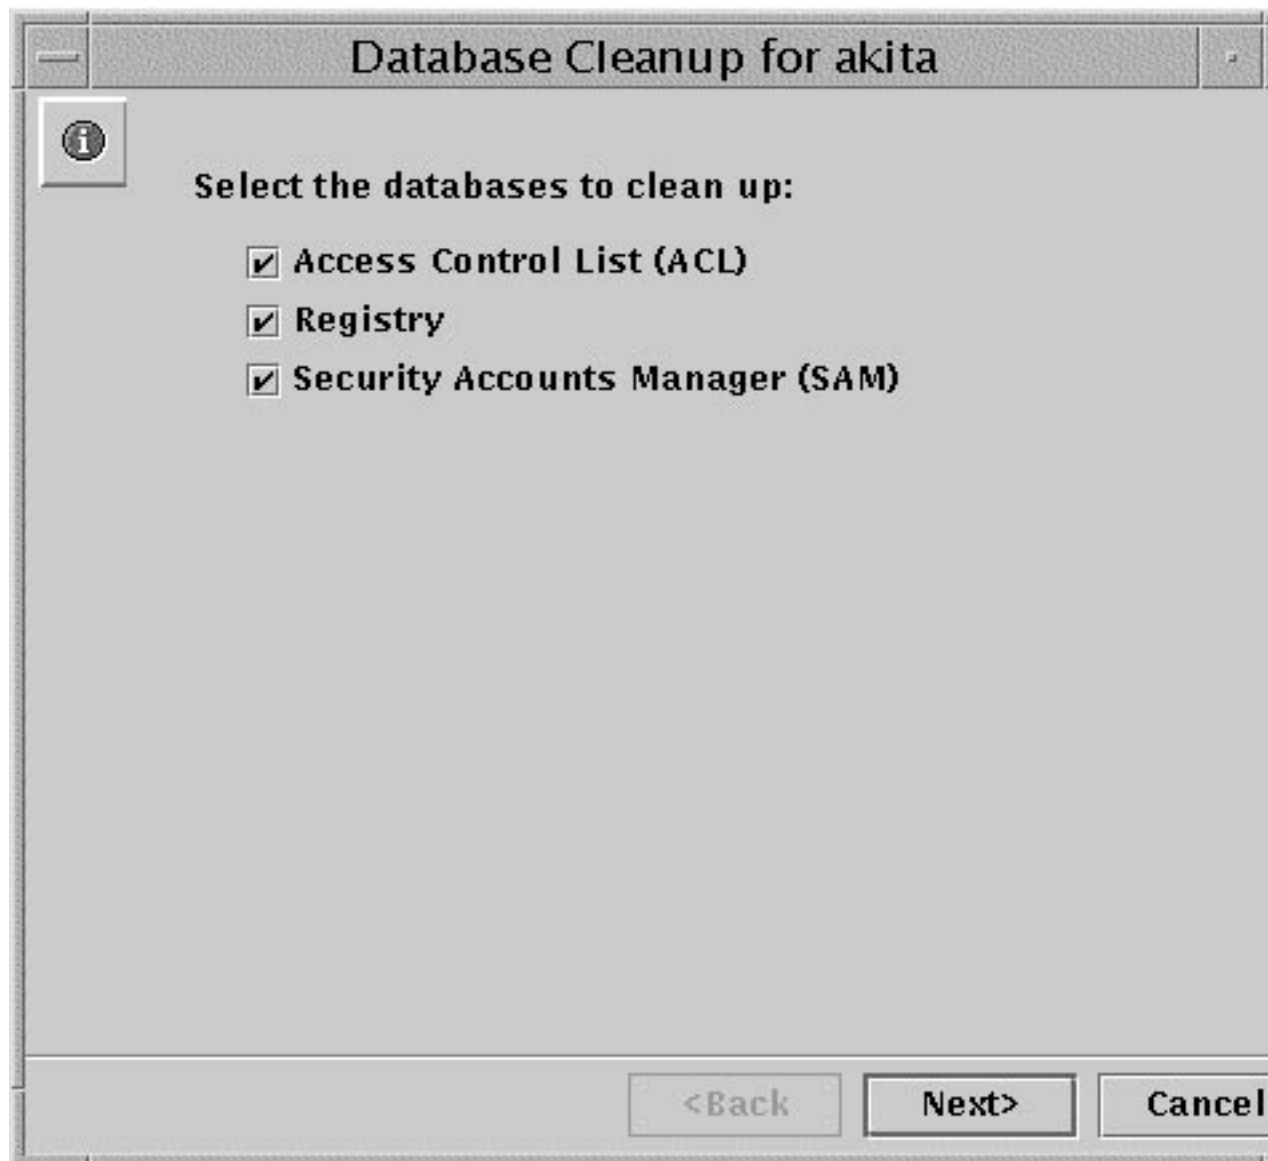 Database Cleanup for akita
Select the databases to clean up:
Access Control List (ACL)
Registry
Security Accounts Manager (SAM)
<Back Next> Cancel